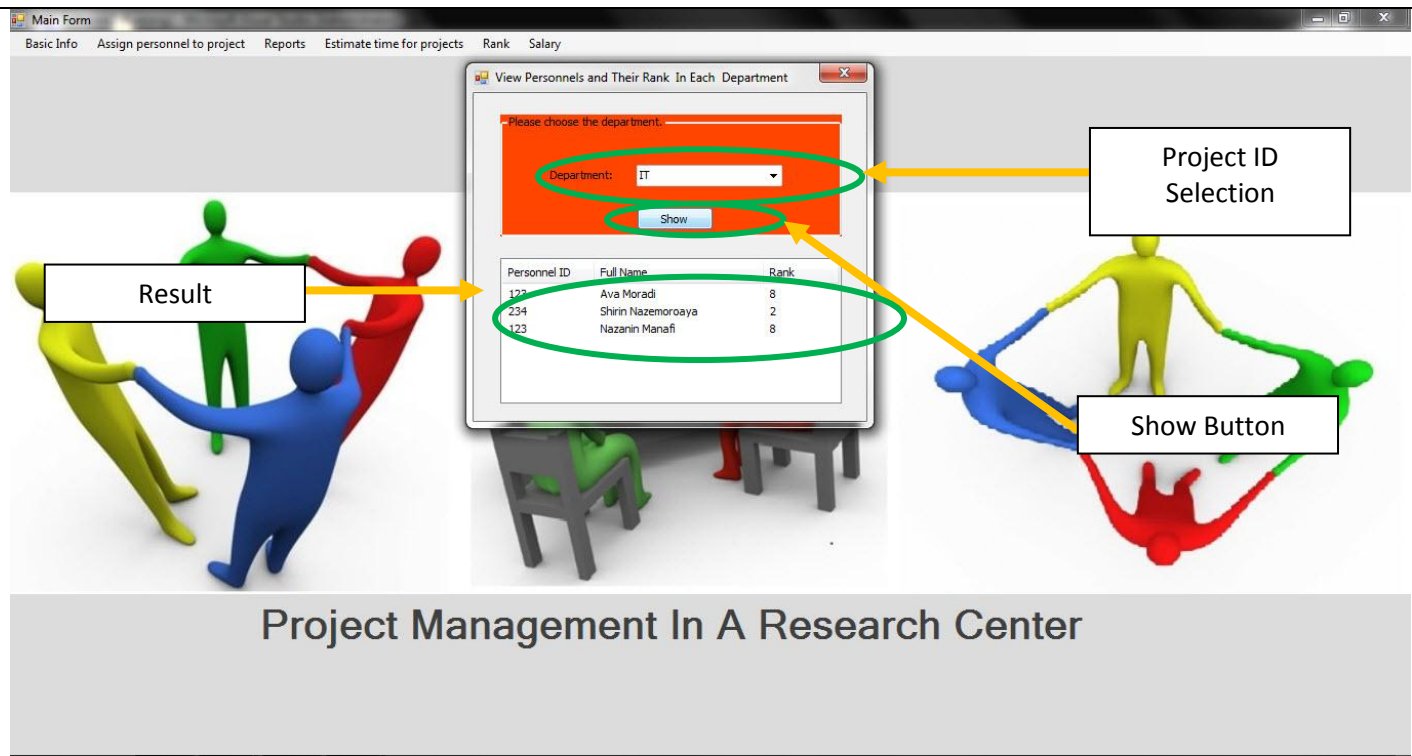 Main Form
Basic Info Assign personnel to project Reports Estimate time for projects Rank Salary
View Personnels and Their Rank In Each Department
Please choose the department.
Department: IT
Show
Project ID
Selection
Result
Personnel ID Full Name Rank
123 Ava Moradi 8
234 Shirin Nazemoroaya 2
123 Nazanin Manafi 8
Show Button
Project Management In A Research Center